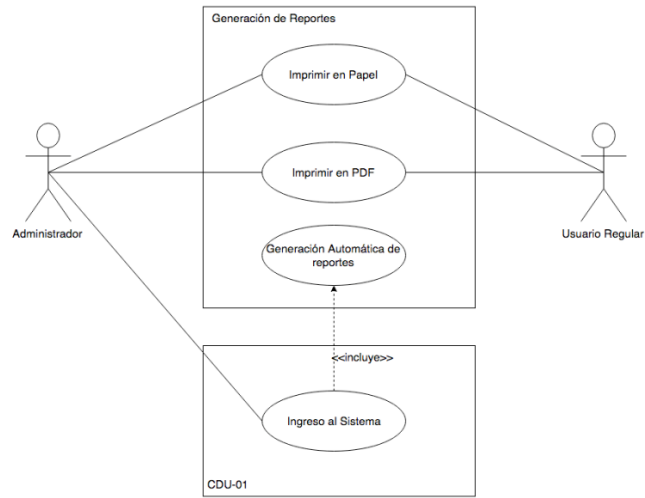 Generación de Reportes
Imprimir en Papel
Imprimir en PDF
Administrador
Usuario Regular
Generación Automática de
reportes
<<incluye>>
Ingreso al Sistema
CDU-01